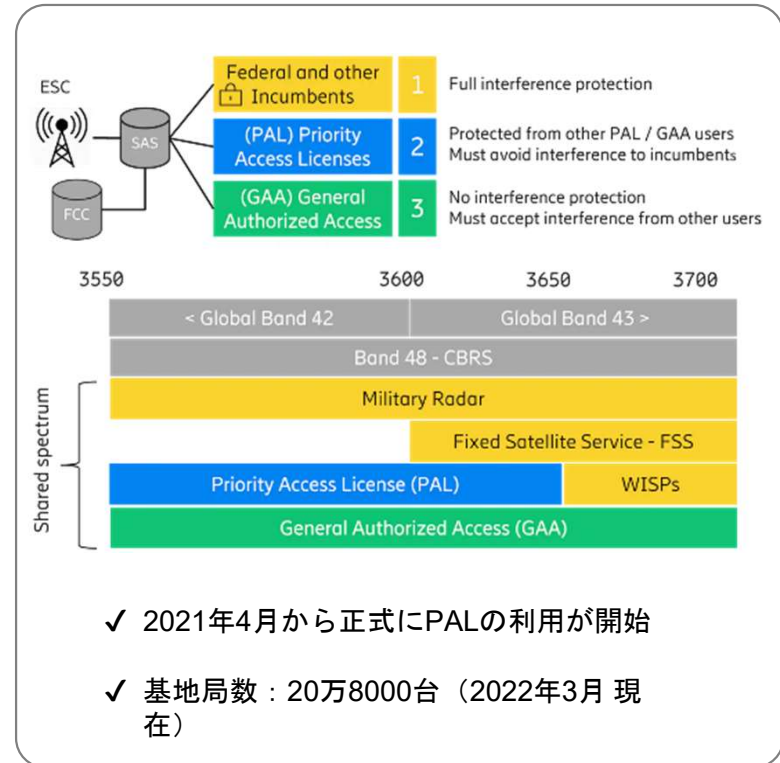 ESC
SAS
FCC
Federal and other
Incumbents
1
Full interference protection
(PAL) Priority
Access Licenses
2
Protected from other PAL / GAA users
Must avoid interference to incumbents
(GAA) General
Authorized Access
3
No interference protection
Must accept interference from other users
3550 3600 3650 3700
< Global Band 42 Global Band 43 >
Band 48 - CBRS
Shared spectrum
Military Radar
Fixed Satellite Service - FSS
Priority Access License (PAL) WISPs
General Authorized Access (GAA)
✓ 2021年4月から正式にPALの利用が開始
✓ 基地局数：20万8000台（2022年3月 現
在）